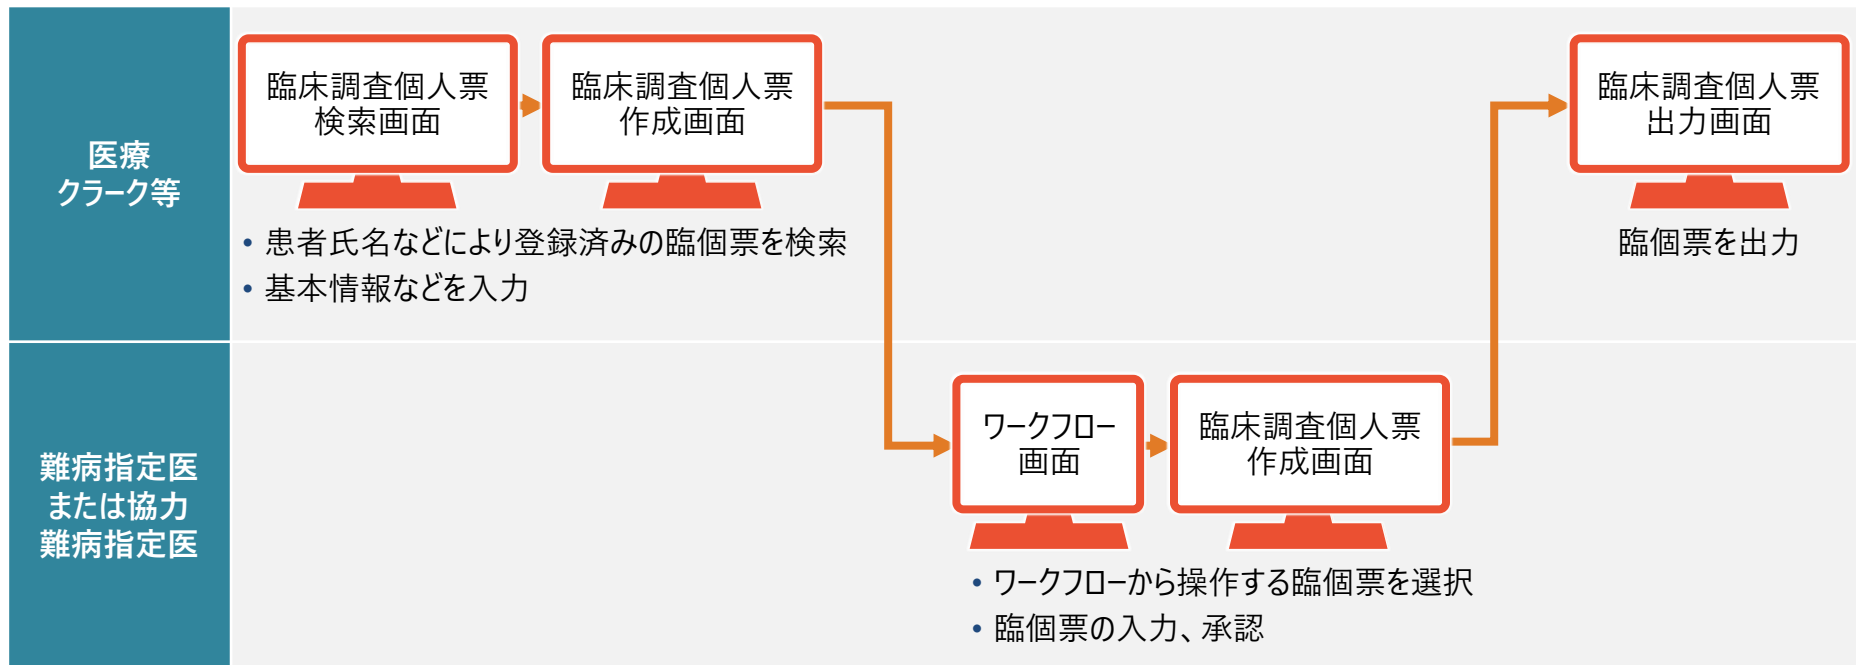 医療
クラーク等
臨床調査個人票
検索画面
臨床調査個人票
作成画面
臨床調査個人票
出力画面
• 患者氏名などにより登録済みの臨個票を検索
• 基本情報などを入力
臨個票を出力
難病指定医
または協力
難病指定医
ワークフロー
画面
臨床調査個人票
作成画面
• ワークフローから操作する臨個票を選択
• 臨個票の入力、承認